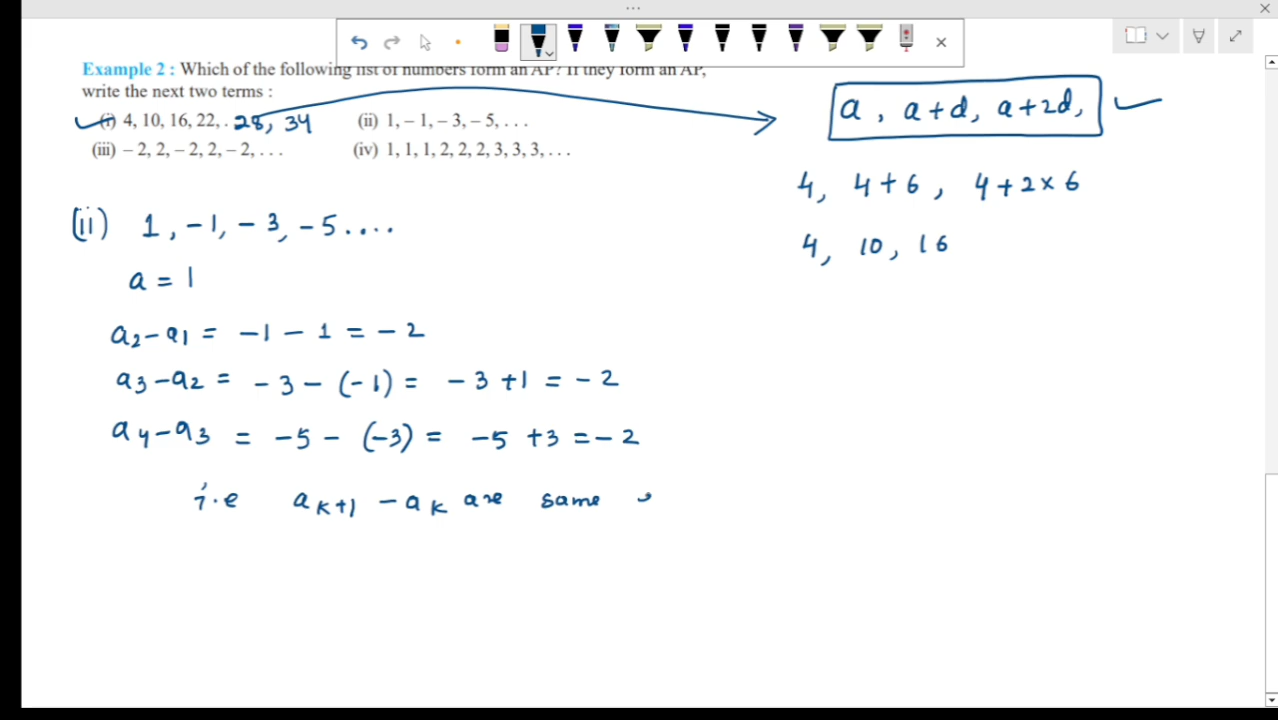 Example 2 : Which of the following list of numbers form an AP? If they form an AP,
write the next two terms :
(i) 4, 10, 16, 22, . 28, 34 (ii) 1, – 1, – 3, – 5, . . .
(iii) – 2, 2, – 2, 2, – 2, . . . (iv) 1, 1, 1, 2, 2, 2, 3, 3, 3, . . .
a, a+d, a+2d,
4, 4+6, 4+2×6
4, 10, 16
(ii) 1, -1, -3, -5....
a = 1
a2-a1 = -1 - 1 = -2
a3-a2 = -3-(-1) = -3+1 = -2
a4-a3 = -5-(-3) = -5+3 = -2
i.e ak+1 - ak are same